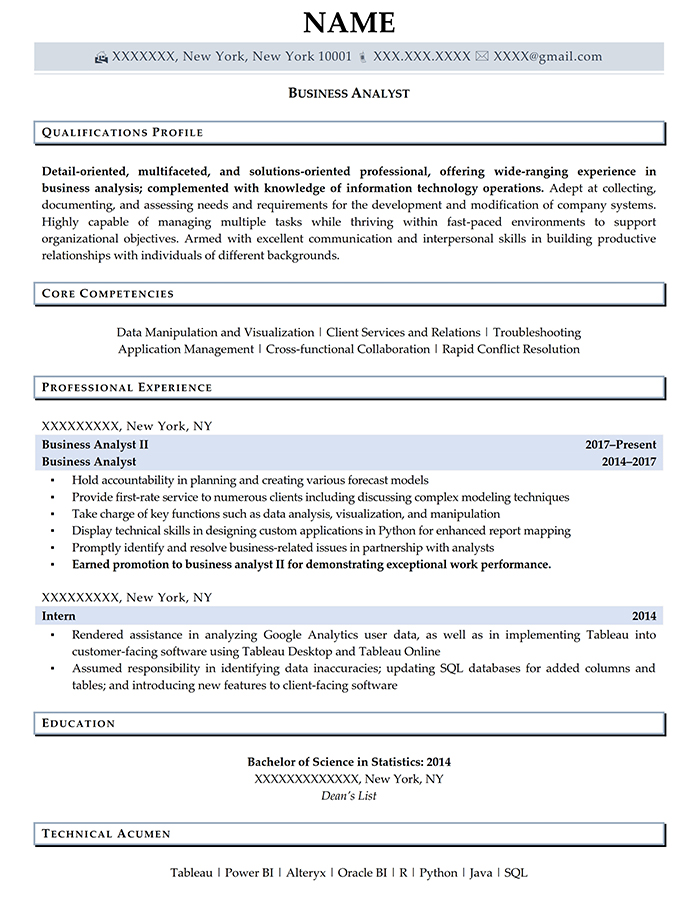 NAME
XXXXXXX, New York, New York 10001 XXX.XXX.XXXX XXXX@gmail.com
BUSINESS ANALYST
QUALIFICATIONS PROFILE
Detail-oriented, multifaceted, and solutions-oriented professional, offering wide-ranging experience in
business analysis; complemented with knowledge of information technology operations. Adept at collecting,
documenting, and assessing needs and requirements for the development and modification of company systems.
Highly capable of managing multiple tasks while thriving within fast-paced environments to support
organizational objectives. Armed with excellent communication and interpersonal skills in building productive
relationships with individuals of different backgrounds.
CORE COMPETENCIES
Data Manipulation and Visualization | Client Services and Relations | Troubleshooting
Application Management | Cross-functional Collaboration | Rapid Conflict Resolution
PROFESSIONAL EXPERIENCE
XXXXXXXXX, New York, NY
Business Analyst II 2017–Present
Business Analyst 2014–2017
▪ Hold accountability in planning and creating various forecast models
▪ Provide first-rate service to numerous clients including discussing complex modeling techniques
▪ Take charge of key functions such as data analysis, visualization, and manipulation
▪ Display technical skills in designing custom applications in Python for enhanced report mapping
▪ Promptly identify and resolve business-related issues in partnership with analysts
▪ Earned promotion to business analyst II for demonstrating exceptional work performance.
XXXXXXXXX, New York, NY
Intern 2014
▪ Rendered assistance in analyzing Google Analytics user data, as well as in implementing Tableau into
customer-facing software using Tableau Desktop and Tableau Online
▪ Assumed responsibility in identifying data inaccuracies; updating SQL databases for added columns and
tables; and introducing new features to client-facing software
EDUCATION
Bachelor of Science in Statistics: 2014
XXXXXXXXXXXXX, New York, NY
Dean's List
TECHNICAL ACUMEN
Tableau | Power BI | Alteryx | Oracle BI | R | Python | Java | SQL